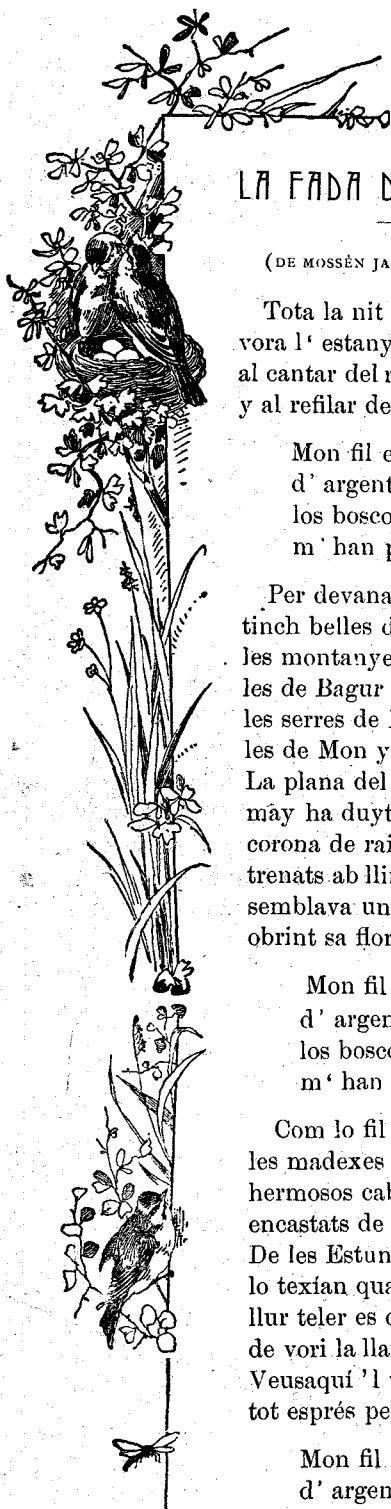 LA FADA D
(DE MOSSÈN JA
Tota la nit
vora l' estany
al cantar del r
y al refilar de
Mon fil e
d' argent
los bosco
m' han p
Per devana
tinch belles d
les montanye
les de Bagur
les serres de
les de Mon y
La plana del
may ha duyt
corona de rai
trenats ab lli
semblava un
obrint sa flor
Mon fil
d' argen
los bosco
m' han
Com lo fil
les madexes
hermosos cab
encastats de
De les Estun
lo texían qua
llur teler es d
de vori la lla
Veusaquí 'l v
tot esprés pe
Mon fil
d' argen